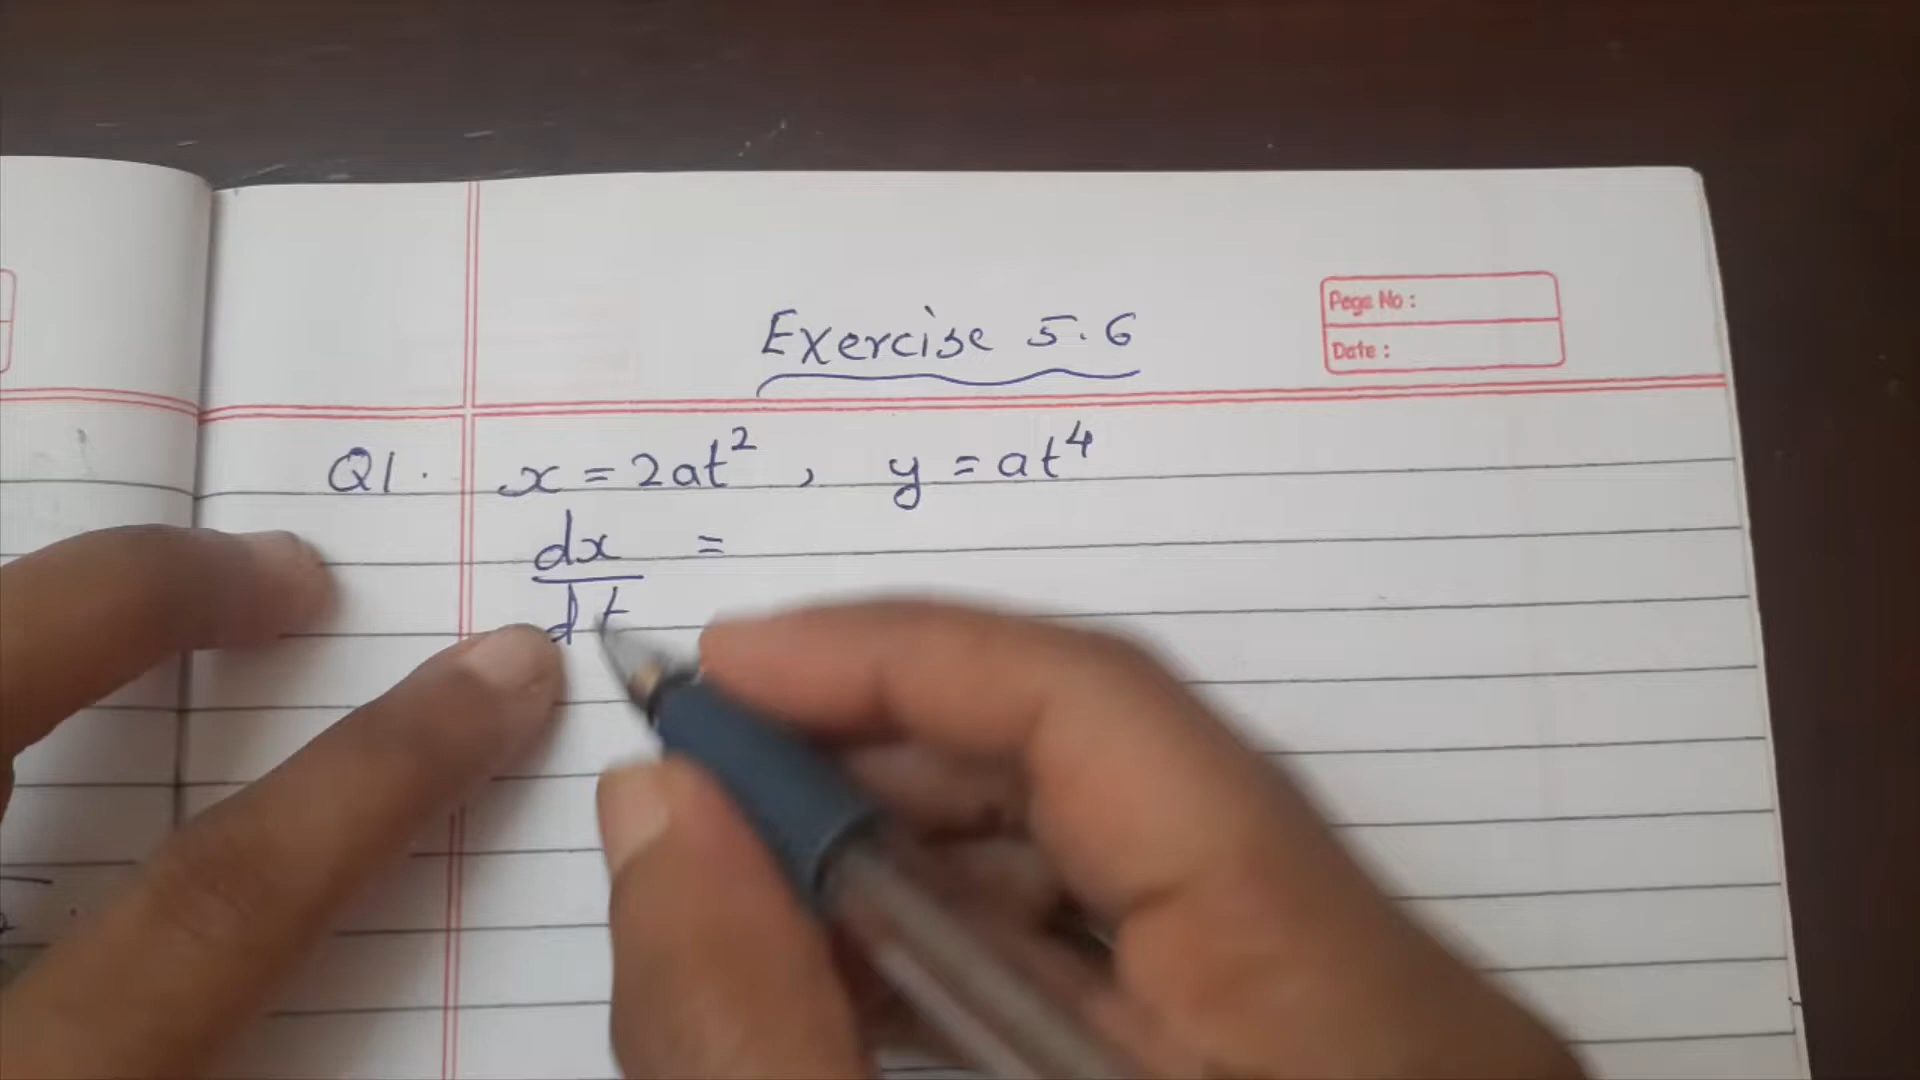 Exercise 5.6
Page No :
Date :
Q1. x = 2at², y = at⁴
dx =
dt